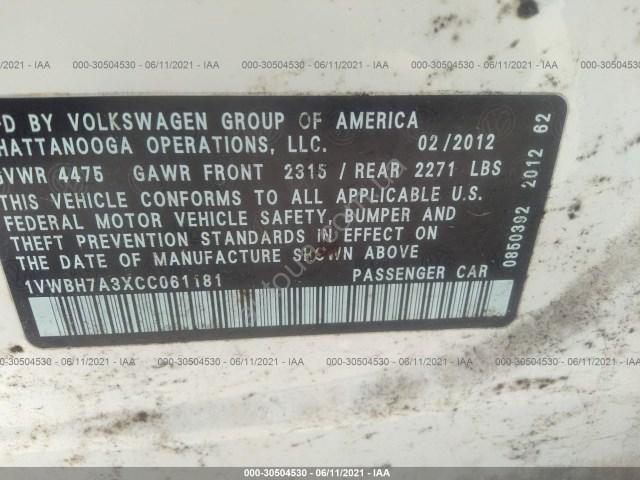 000-30504530 - 06/11/2021 - IAA
D BY VOLKSWAGEN GROUP OF AMERICA
HATTANOOGA OPERATIONS, LLC. 02/2012
GVWR 4475 GAWR FRONT 2315 / REAR 2271 LBS
THIS VEHICLE CONFORMS TO ALL APPLICABLE U.S.
FEDERAL MOTOR VEHICLE SAFETY, BUMPER AND
THEFT PREVENTION STANDARDS IN EFFECT ON
THE DATE OF MANUFACTURE SHOWN ABOVE
1VWBH7A3XCC061181 PASSENGER CAR
2012 62
000-30504530 - 06/11/2021 - IAA
000-30504530 - 06/11/2021 - IAA